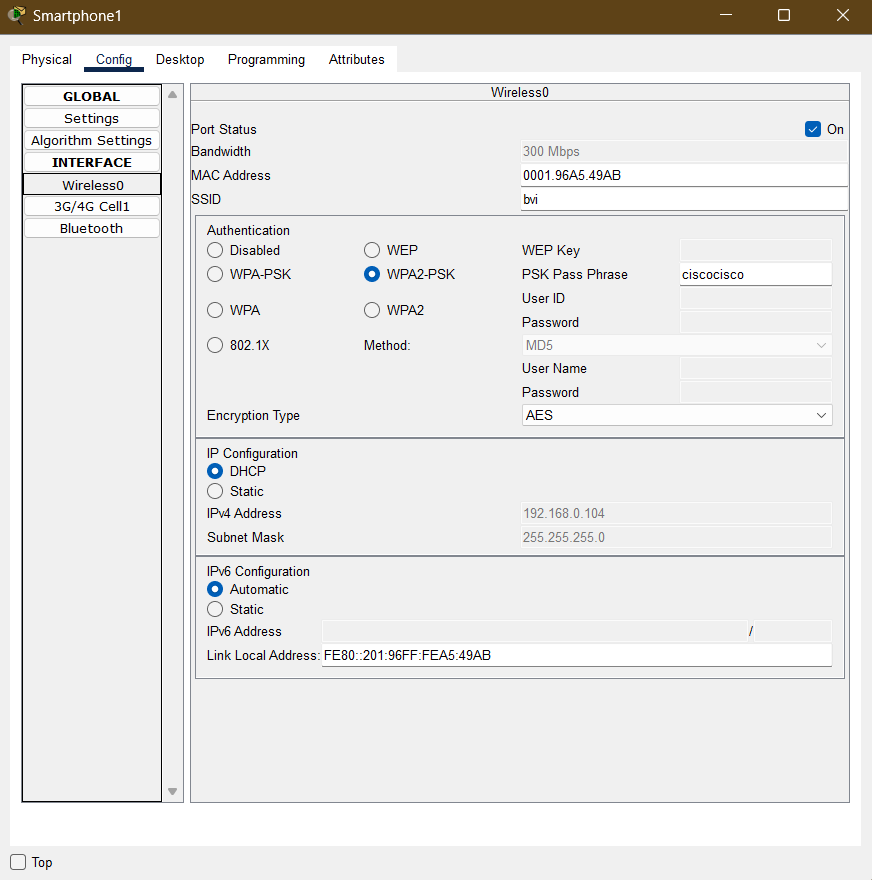 Smartphone1
Physical Config Desktop Programming Attributes
GLOBAL
Settings
Algorithm Settings
INTERFACE
Wireless0
3G/4G Cell1
Bluetooth
Wireless0
Port Status On
Bandwidth 300 Mbps
MAC Address 0001.96A5.49AB
SSID bvi
Authentication
Disabled WEP WEP Key
WPA-PSK WPA2-PSK PSK Pass Phrase ciscocisco
User ID
WPA WPA2
Password
802.1X Method: MD5
User Name
Password
Encryption Type AES
IP Configuration
DHCP
Static
IPv4 Address 192.168.0.104
Subnet Mask 255.255.255.0
IPv6 Configuration
Automatic
Static
IPv6 Address /
Link Local Address: FE80::201:96FF:FEA5:49AB
Top